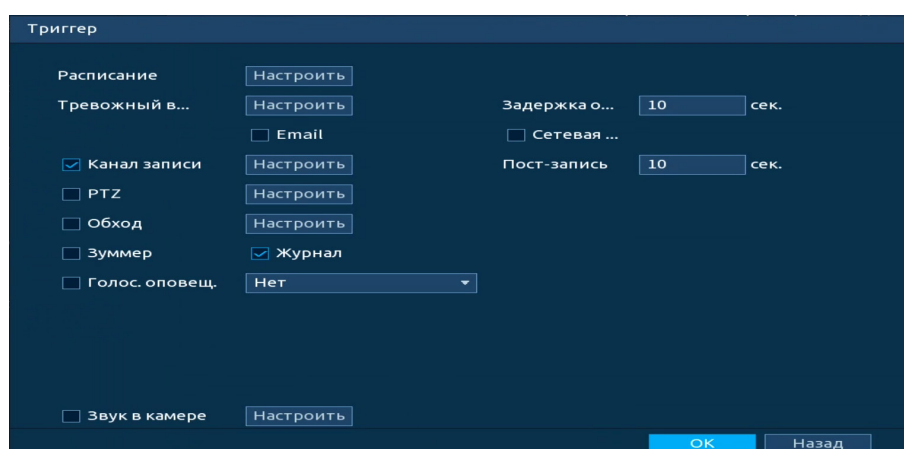 Триггер
Расписание Настроить
Тревожный в... Настроить Задержка о... 10 сек.
Email Сетевая ...
Канал записи Настроить Пост-запись 10 сек.
PTZ Настроить
Обход Настроить
Зуммер Журнал
Голос. оповещ. Нет
Звук в камере Настроить
OK Назад